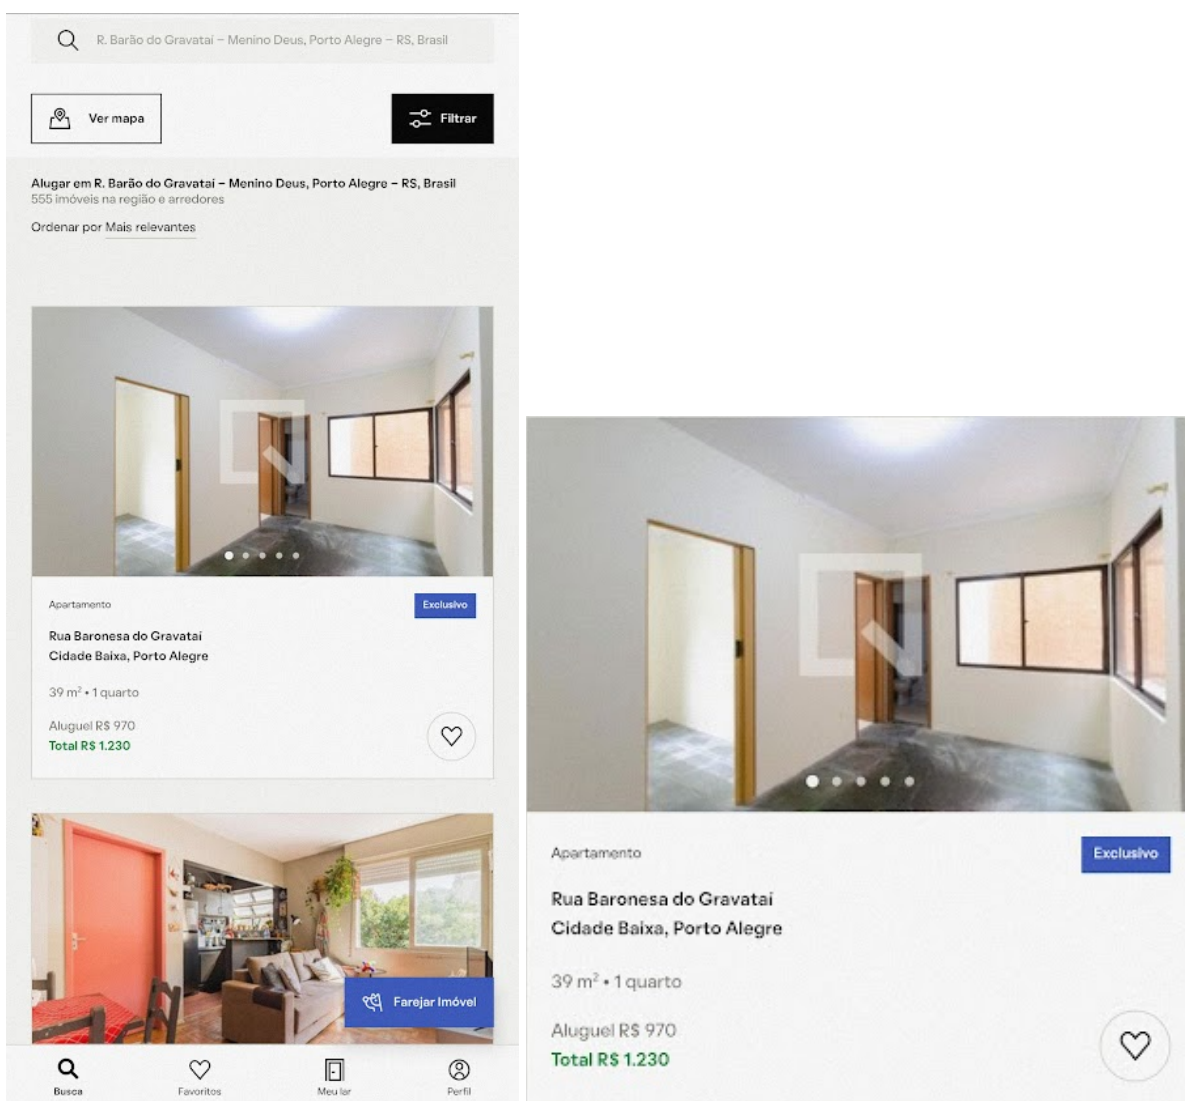 R. Barão do Gravataí – Menino Deus, Porto Alegre – RS, Brasil
Ver mapa
Filtrar
Alugar em R. Barão do Gravataí – Menino Deus, Porto Alegre – RS, Brasil
555 imóveis na região e arredores
Ordenar por Mais relevantes
Apartamento
Exclusivo
Rua Baronesa do Gravataí
Cidade Baixa, Porto Alegre
39 m² • 1 quarto
Aluguel R$ 970
Total R$ 1.230
Farejar Imóvel
Busca
Favoritos
Meu lar
Perfil
Apartamento
Exclusivo
Rua Baronesa do Gravataí
Cidade Baixa, Porto Alegre
39 m² • 1 quarto
Aluguel R$ 970
Total R$ 1.230